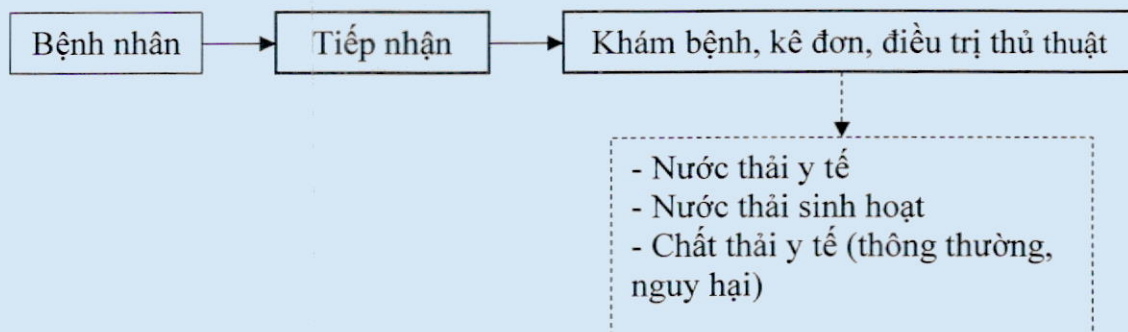 Bệnh nhân
Tiếp nhận
Khám bệnh, kê đơn, điều trị thủ thuật
- Nước thải y tế
- Nước thải sinh hoạt
- Chất thải y tế (thông thường,
nguy hại)